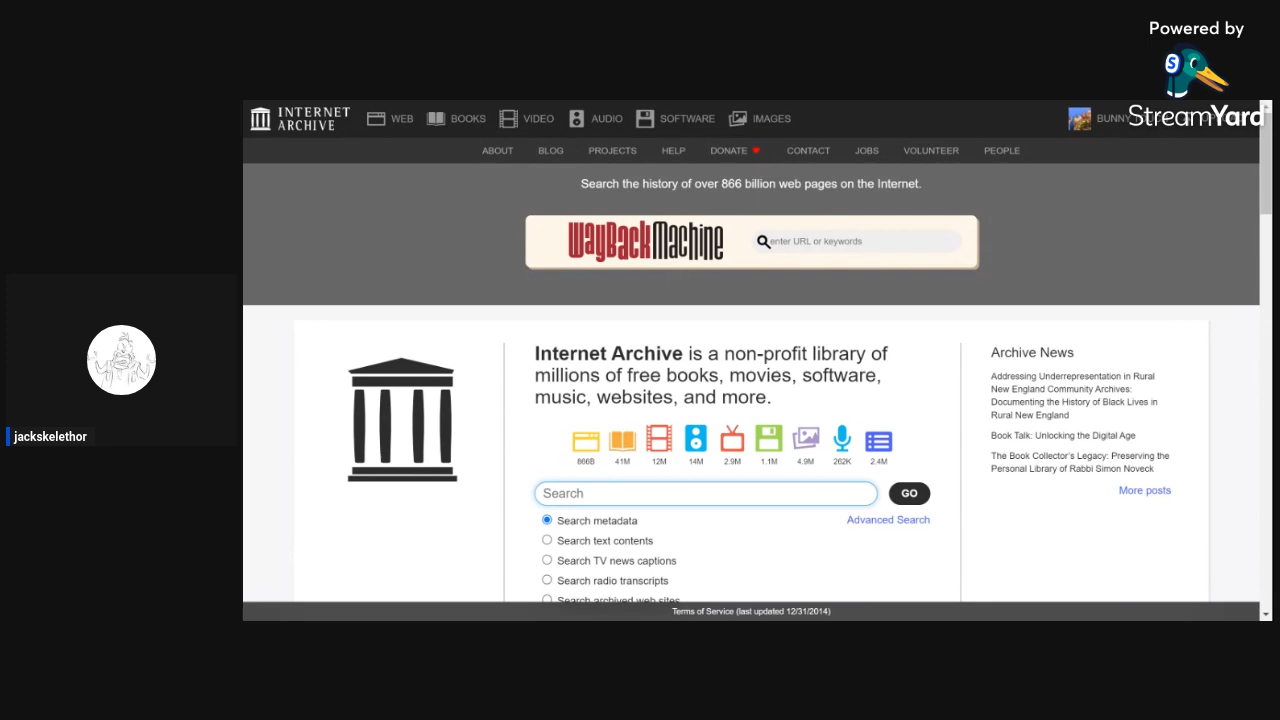 Powered by
StreamYard
INTERNET
ARCHIVE
WEB
BOOKS
VIDEO
AUDIO
SOFTWARE
IMAGES
ABOUT
BLOG
PROJECTS
HELP
DONATE
CONTACT
JOBS
VOLUNTEER
PEOPLE
Search the history of over 866 billion web pages on the Internet.
WayBackMachine
enter URL or keywords
Internet Archive is a non-profit library of
millions of free books, movies, software,
music, websites, and more.
866B
41M
12M
14M
2.9M
1.1M
4.9M
262K
2.4M
Search
GO
Advanced Search
Search metadata
Search text contents
Search TV news captions
Search radio transcripts
Search archived web sites
Archive News
Addressing Underrepresentation in Rural
New England Community Archives:
Documenting the History of Black Lives in
Rural New England
Book Talk: Unlocking the Digital Age
The Book Collector's Legacy: Preserving the
Personal Library of Rabbi Simon Noveck
More posts
Terms of Service (last updated 12/31/2014)
jackskelethor